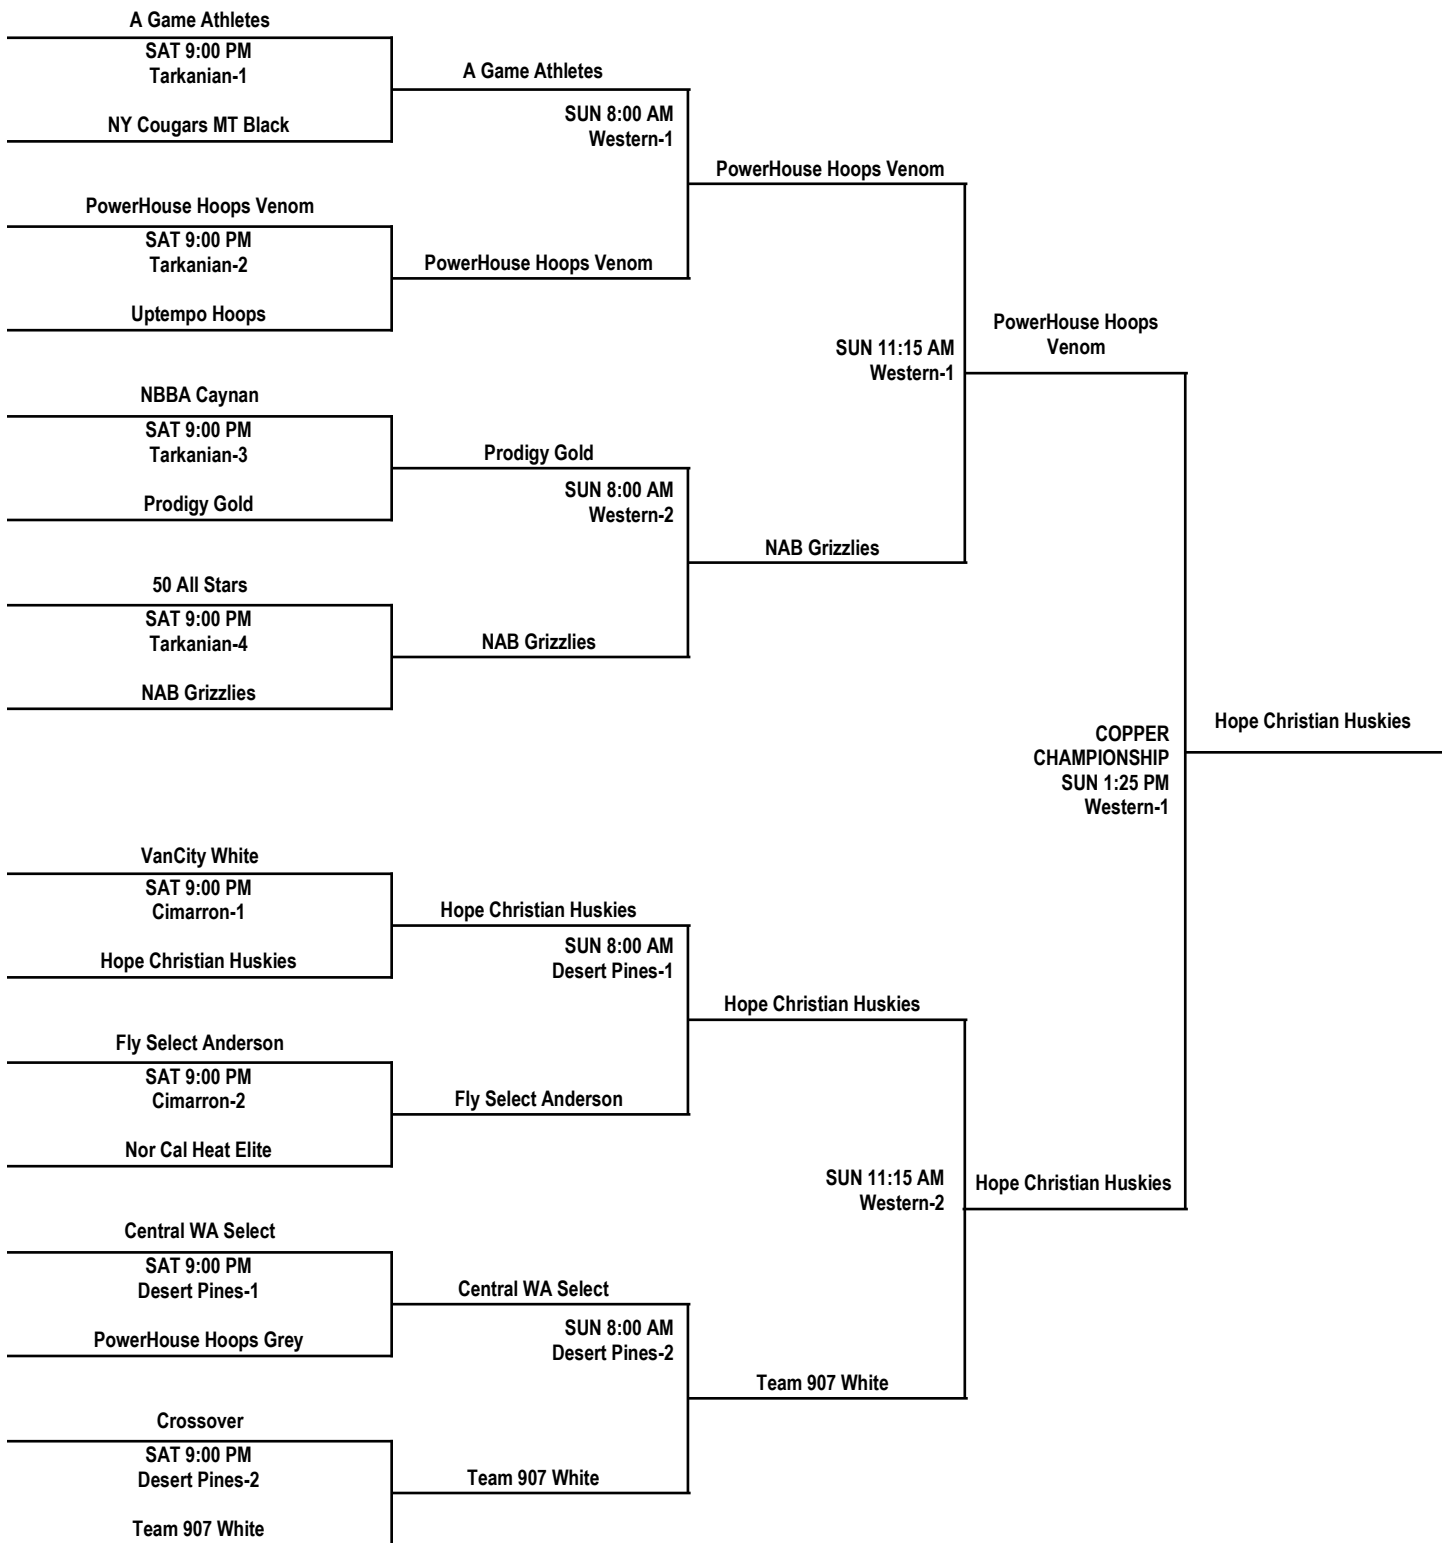 A Game Athletes
SAT 9:00 PM
Tarkanian-1
NY Cougars MT Black
PowerHouse Hoops Venom
SAT 9:00 PM
Tarkanian-2
Uptempo Hoops
NBBA Caynan
SAT 9:00 PM
Tarkanian-3
Prodigy Gold
50 All Stars
SAT 9:00 PM
Tarkanian-4
NAB Grizzlies
VanCity White
SAT 9:00 PM
Cimarron-1
Hope Christian Huskies
Fly Select Anderson
SAT 9:00 PM
Cimarron-2
Nor Cal Heat Elite
Central WA Select
SAT 9:00 PM
Desert Pines-1
PowerHouse Hoops Grey
Crossover
SAT 9:00 PM
Desert Pines-2
Team 907 White
A Game Athletes
SUN 8:00 AM
Western-1
PowerHouse Hoops Venom
Prodigy Gold
SUN 8:00 AM
Western-2
NAB Grizzlies
Hope Christian Huskies
SUN 8:00 AM
Desert Pines-1
Fly Select Anderson
Central WA Select
SUN 8:00 AM
Desert Pines-2
Team 907 White
PowerHouse Hoops Venom
SUN 11:15 AM
Western-1
NAB Grizzlies
Hope Christian Huskies
SUN 11:15 AM
Western-2
Team 907 White
PowerHouse Hoops
Venom
COPPER
CHAMPIONSHIP
SUN 1:25 PM
Western-1
Hope Christian Huskies
Hope Christian Huskies